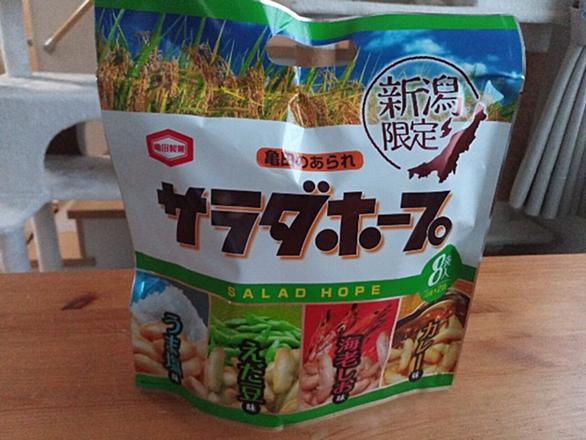 新潟
限定
亀田製菓
亀田のあられ
サラダホープ
SALAD HOPE
8袋入
うま塩味
えだ豆味
海老しお味
カレー味